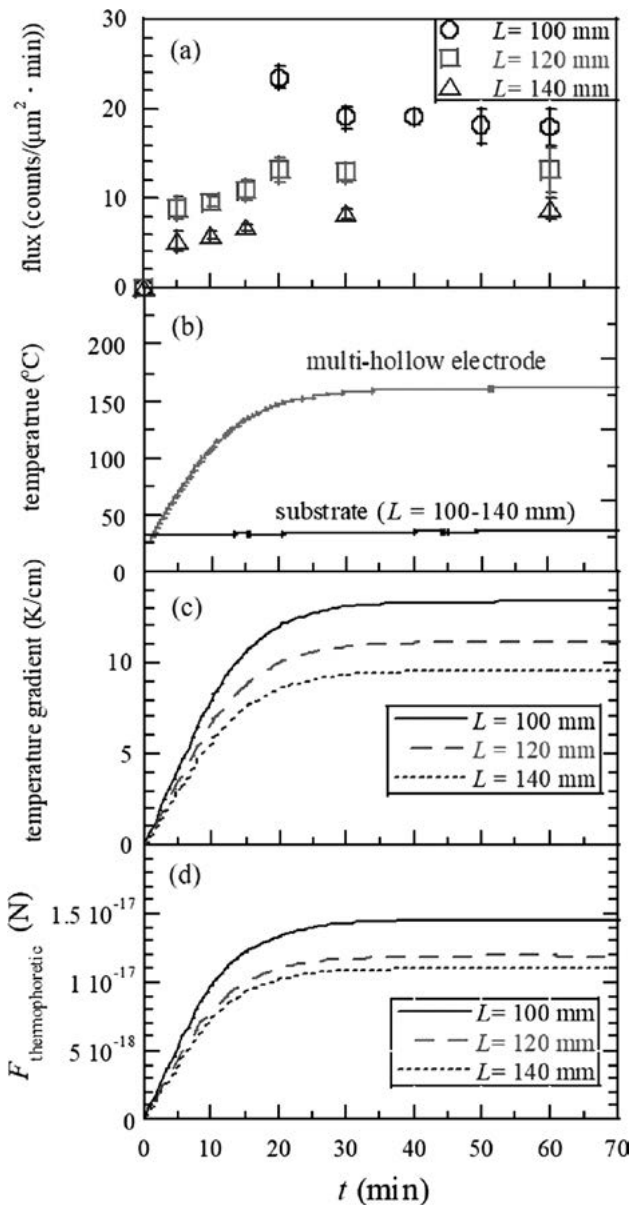 30
20
10
0
flux (counts/(μm² · min))
(a)
L = 100 mm
L = 120 mm
L = 140 mm
200
150
100
50
0
temperatrue (°C)
(b)
multi-hollow electrode
substrate (L = 100-140 mm)
10
5
0
temperature gradient (K/cm)
(c)
L = 100 mm
L = 120 mm
L = 140 mm
1.5 10⁻¹⁷
1 10⁻¹⁷
5 10⁻¹⁸
0
F thermophoretic (N)
(d)
L = 100 mm
L = 120 mm
L = 140 mm
0 10 20 30 40 50 60 70
t (min)